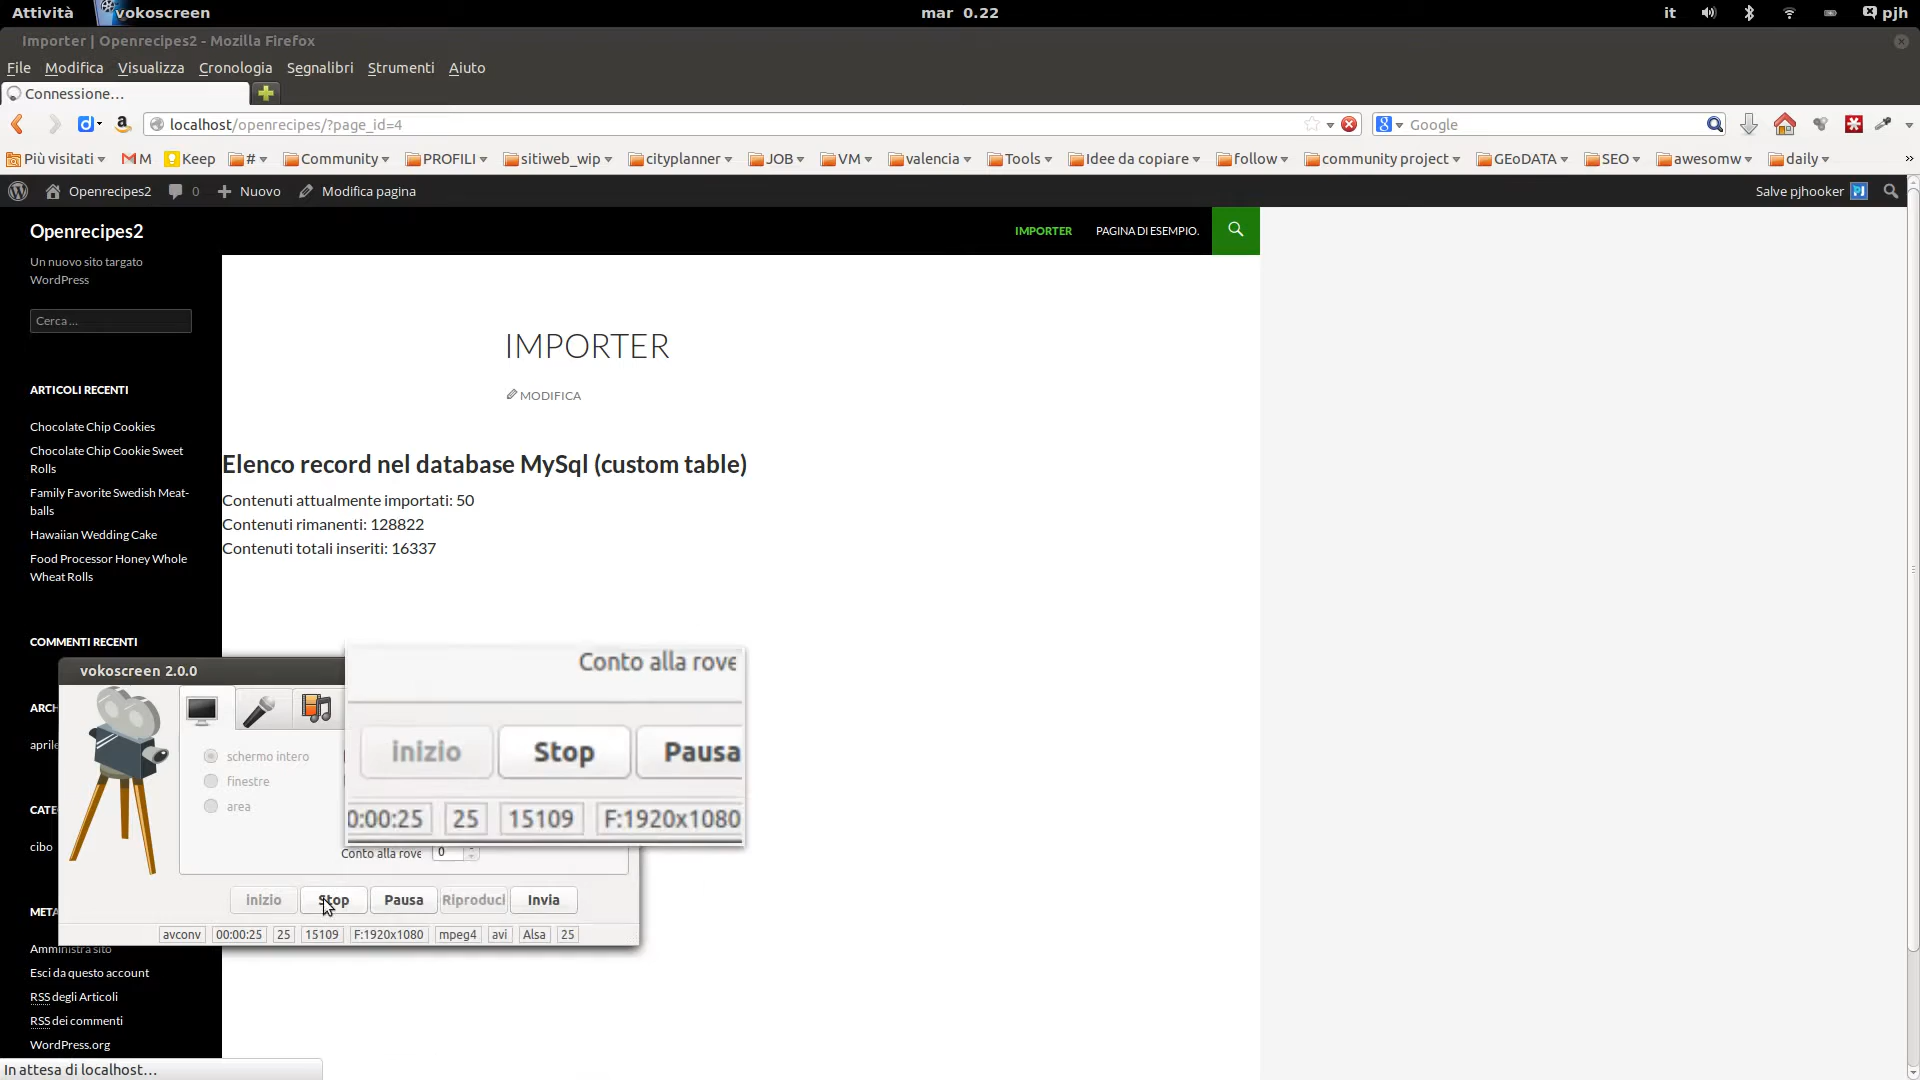 Attività
vokoscreen
mar 0.22
it
pjh
Importer | Openrecipes2 - Mozilla Firefox
File Modifica Visualizza Cronologia Segnalibri Strumenti Aiuto
Connessione…
localhost/openrecipes/?page_id=4
Google
Più visitati
M
Keep
#
Community
PROFILI
sitiweb_wip
cityplanner
JOB
VM
valencia
Tools
Idee da copiare
follow
community project
GEoDATA
SEO
awesomw
daily
»
Openrecipes2
0
Nuovo
Modifica pagina
Salve pjhooker
Openrecipes2
IMPORTER
PAGINA DI ESEMPIO.
Un nuovo sito targato
WordPress
Cerca …
IMPORTER
MODIFICA
ARTICOLI RECENTI
Chocolate Chip Cookies
Chocolate Chip Cookie Sweet
Rolls
Family Favorite Swedish Meat-
balls
Hawaiian Wedding Cake
Food Processor Honey Whole
Wheat Rolls
Elenco record nel database MySql (custom table)
Contenuti attualmente importati: 50
Contenuti rimanenti: 128822
Contenuti totali inseriti: 16337
COMMENTI RECENTI
ARCH
aprile
CATE
cibo
META
Amministra sito
Esci da questo account
RSS degli Articoli
RSS dei commenti
WordPress.org
vokoscreen 2.0.0
schermo intero
finestre
area
Conto alla rove
inizio Stop Pausa
0:00:25 25 15109 F:1920x1080
Conto alla rove 0
inizio Stop Pausa Riproduci Invia
avconv 00:00:25 25 15109 F:1920x1080 mpeg4 avi Alsa 25
In attesa di localhost…